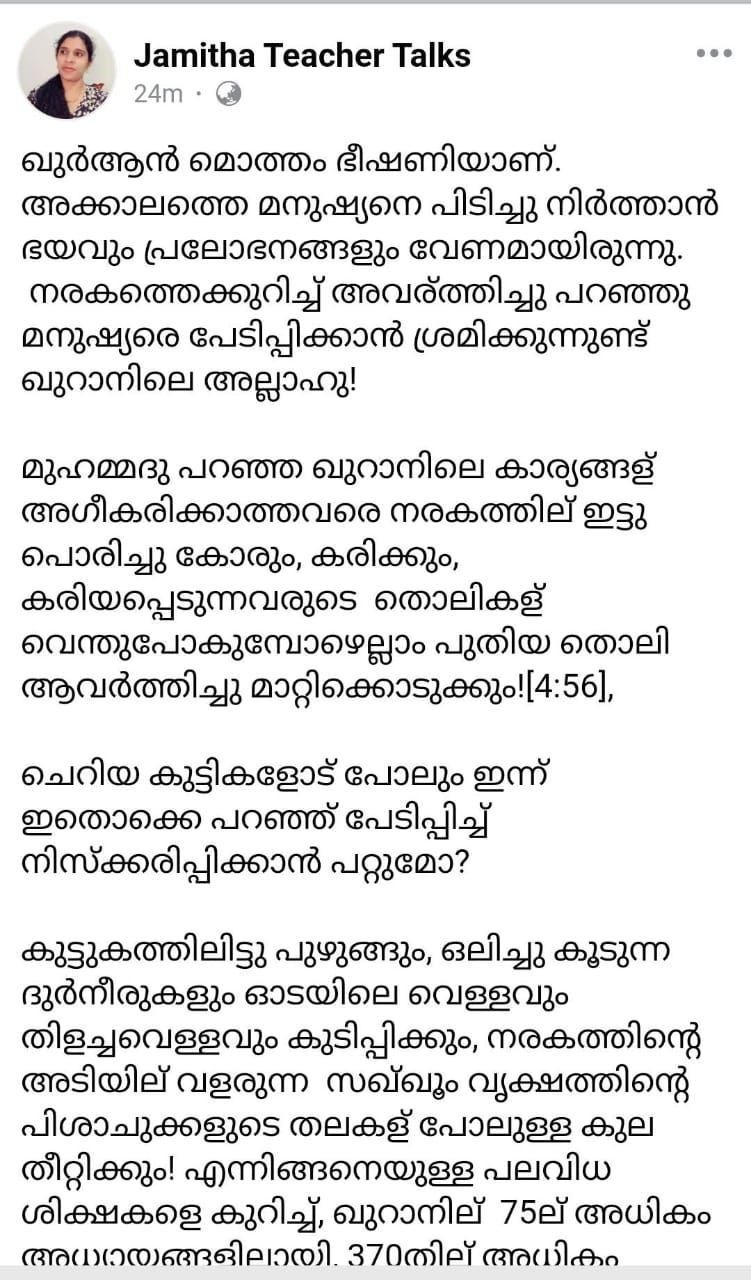 Jamitha Teacher Talks
24m ·
ഖുർആൻ മൊത്തം ഭീഷണിയാണ്.
അക്കാലത്തെ മനുഷ്യനെ പിടിച്ചു നിർത്താൻ
ഭയവും പ്രലോഭനങ്ങളും വേണമായിരുന്നു.
നരകത്തെക്കുറിച്ച് അവര്ത്തിച്ചു പറഞ്ഞു
മനുഷ്യരെ പേടിപ്പിക്കാൻ ശ്രമിക്കുന്നുണ്ട്
ഖുറാനിലെ അല്ലാഹു!
മുഹമ്മദു പറഞ്ഞ ഖുറാനിലെ കാര്യങ്ങള്
അഗീകരിക്കാത്തവരെ നരകത്തില് ഇട്ടു
പൊരിച്ചു കോരും, കരിക്കും,
കരിയപ്പെടുന്നവരുടെ തൊലികള്
വെന്തുപോകുമ്പോഴെല്ലാം പുതിയ തൊലി
ആവർത്തിച്ചു മാറ്റിക്കൊടുക്കും![4:56],
ചെറിയ കുട്ടികളോട് പോലും ഇന്ന്
ഇതൊക്കെ പറഞ്ഞ് പേടിപ്പിച്ച്
നിസ്ക്കരിപ്പിക്കാൻ പറ്റുമോ?
കുട്ടുകത്തിലിട്ടു പുഴുങ്ങും, ഒലിച്ചു കൂടുന്ന
ദുർനീരുകളും ഓടയിലെ വെള്ളവും
തിളച്ചവെള്ളവും കുടിപ്പിക്കും, നരകത്തിന്റെ
അടിയില് വളരുന്ന സഖ്ഖൂം വൃക്ഷത്തിന്റെ
പിശാചുക്കളുടെ തലകള് പോലുള്ള കുല
തീറ്റിക്കും! എന്നിങ്ങനെയുള്ള പലവിധ
ശിക്ഷകളെ കുറിച്ച്, ഖുറാനില് 75ല് അധികം
അധ്യായങ്ങളിലായി, 370തില് അധികം